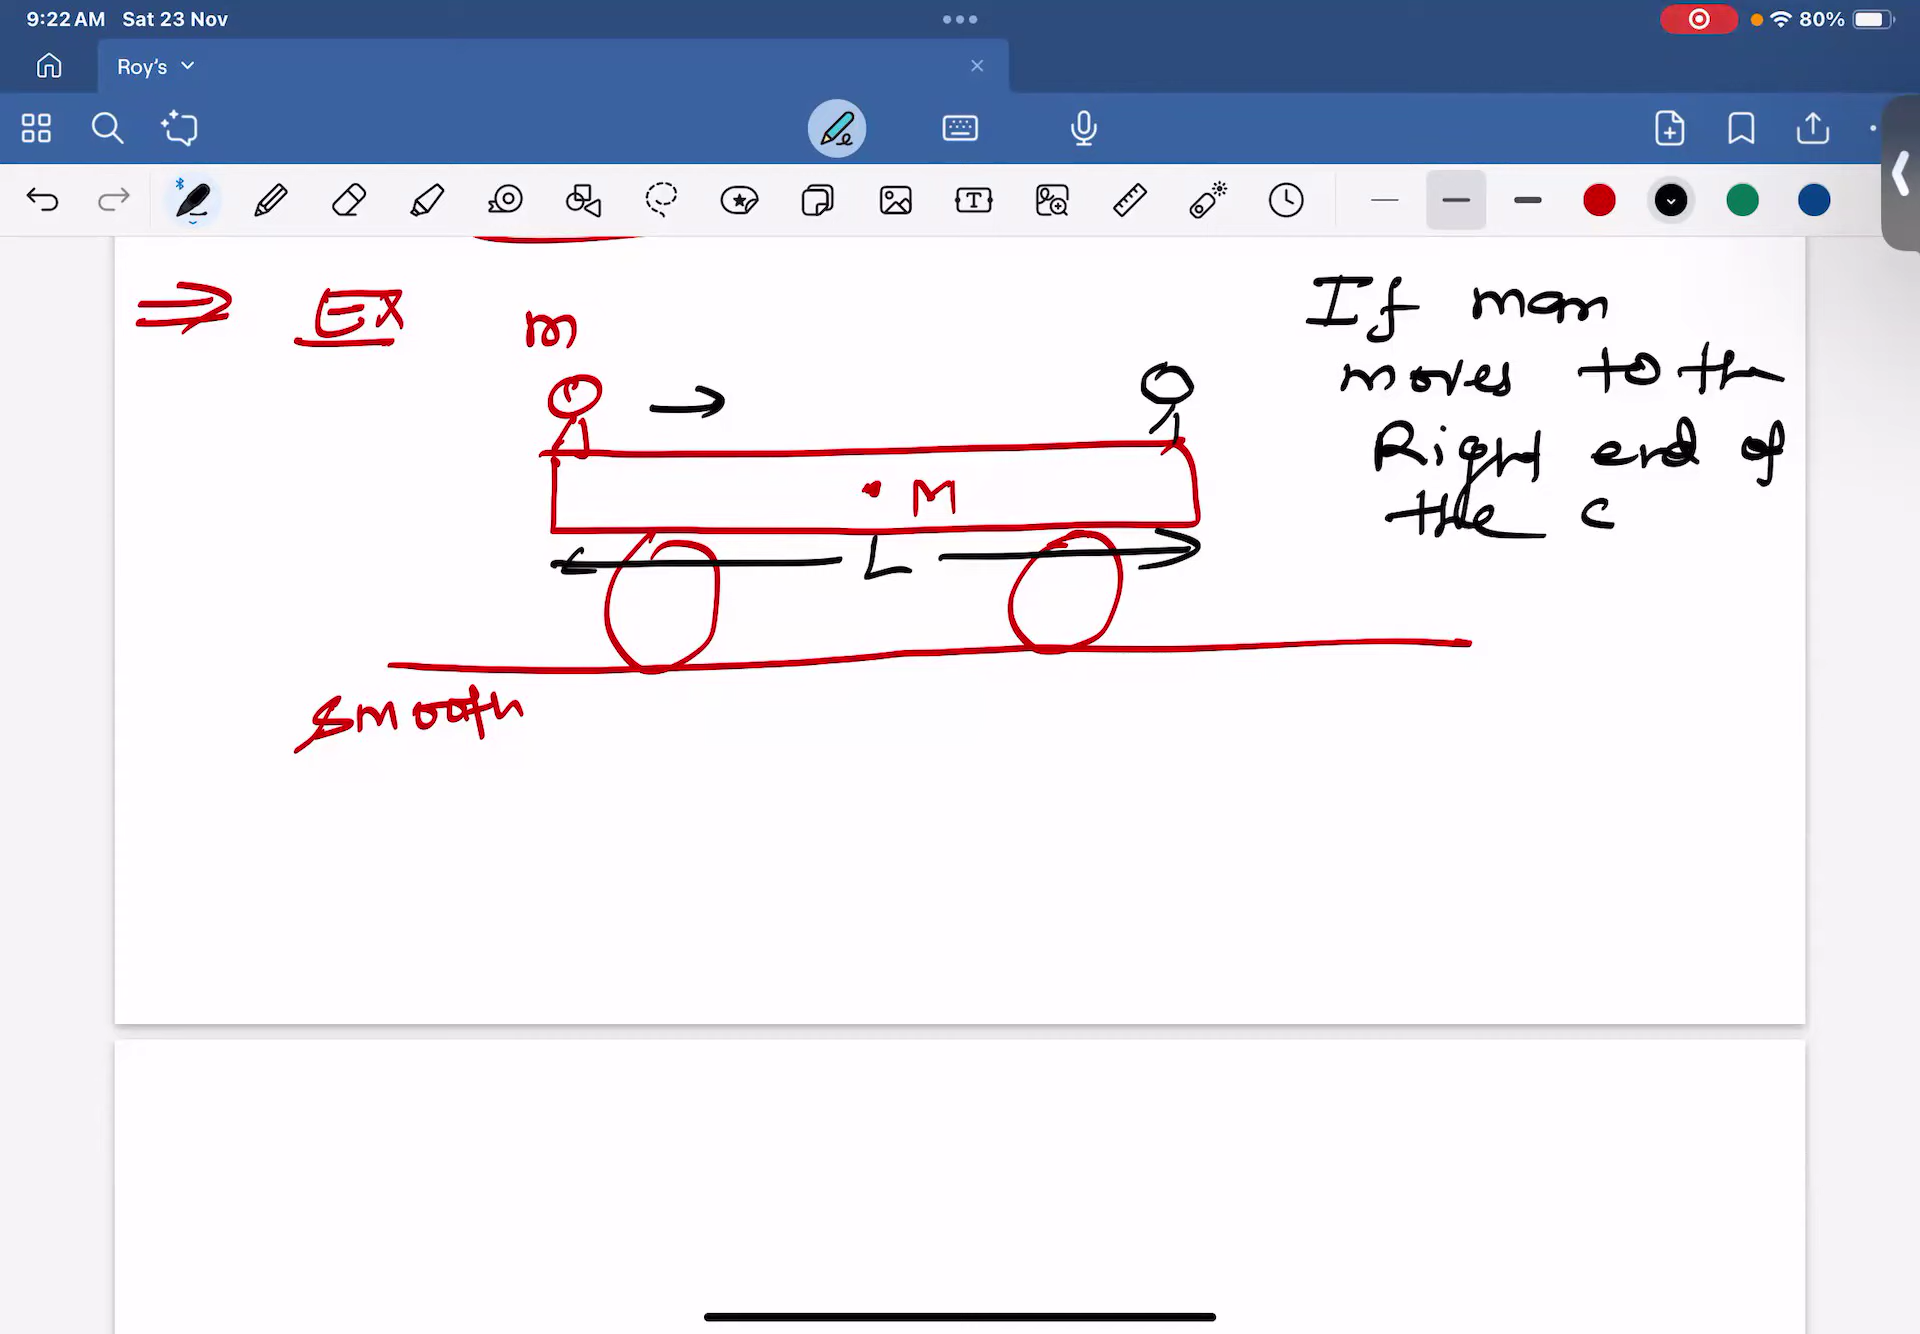 9:22 AM Sat 23 Nov
80%
Roy's
EX
m
If man
moves to the
Right end of
the c
M
L
smooth